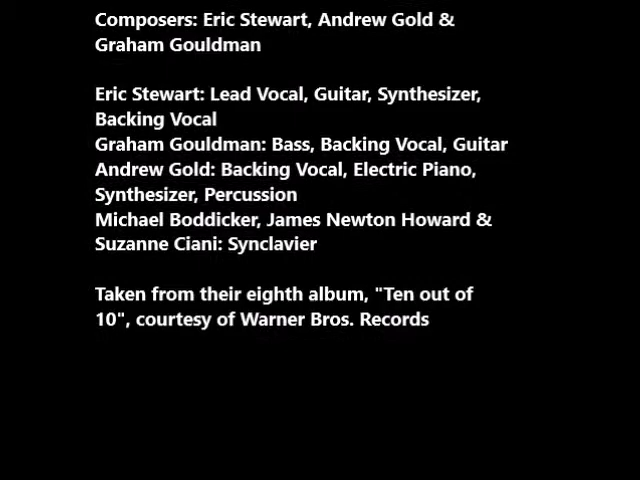 Composers: Eric Stewart, Andrew Gold &
Graham Gouldman
Eric Stewart: Lead Vocal, Guitar, Synthesizer,
Backing Vocal
Graham Gouldman: Bass, Backing Vocal, Guitar
Andrew Gold: Backing Vocal, Electric Piano,
Synthesizer, Percussion
Michael Boddicker, James Newton Howard &
Suzanne Ciani: Synclavier
Taken from their eighth album, "Ten out of
10", courtesy of Warner Bros. Records